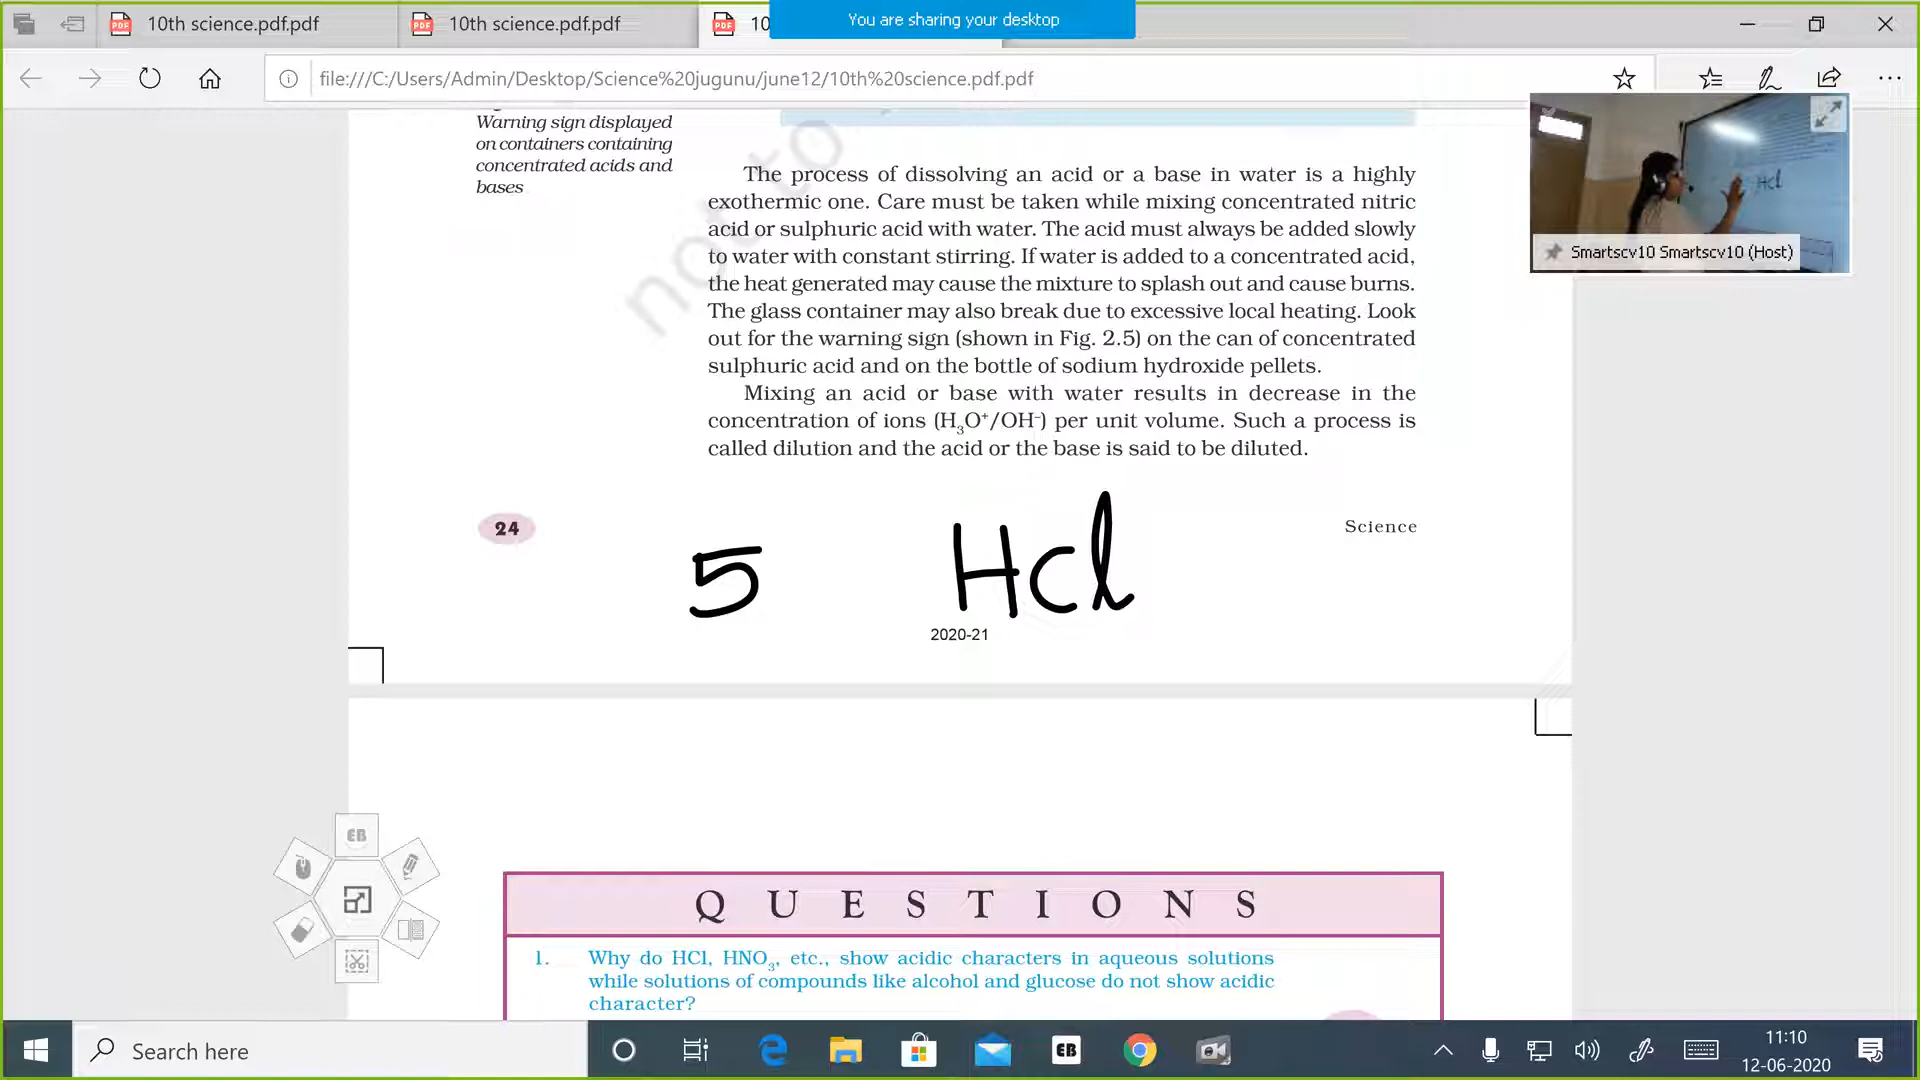 10th science.pdf.pdf
10th science.pdf.pdf
10
You are sharing your desktop
file:///C:/Users/Admin/Desktop/Science%20jugunu/june12/10th%20science.pdf.pdf
Warning sign displayed
on containers containing
concentrated acids and
bases
not to
The process of dissolving an acid or a base in water is a highly
exothermic one. Care must be taken while mixing concentrated nitric
acid or sulphuric acid with water. The acid must always be added slowly
to water with constant stirring. If water is added to a concentrated acid,
the heat generated may cause the mixture to splash out and cause burns.
The glass container may also break due to excessive local heating. Look
out for the warning sign (shown in Fig. 2.5) on the can of concentrated
sulphuric acid and on the bottle of sodium hydroxide pellets.
Mixing an acid or base with water results in decrease in the
concentration of ions (H₃O⁺/OH⁻) per unit volume. Such a process is
called dilution and the acid or the base is said to be diluted.
HCl
Smartscv10 Smartscv10 (Host)
24
Science
5 HCl
2020-21
EB
QUESTIONS
1. Why do HCl, HNO₃, etc., show acidic characters in aqueous solutions
while solutions of compounds like alcohol and glucose do not show acidic
character?
Search here
EB
11:10
12-06-2020